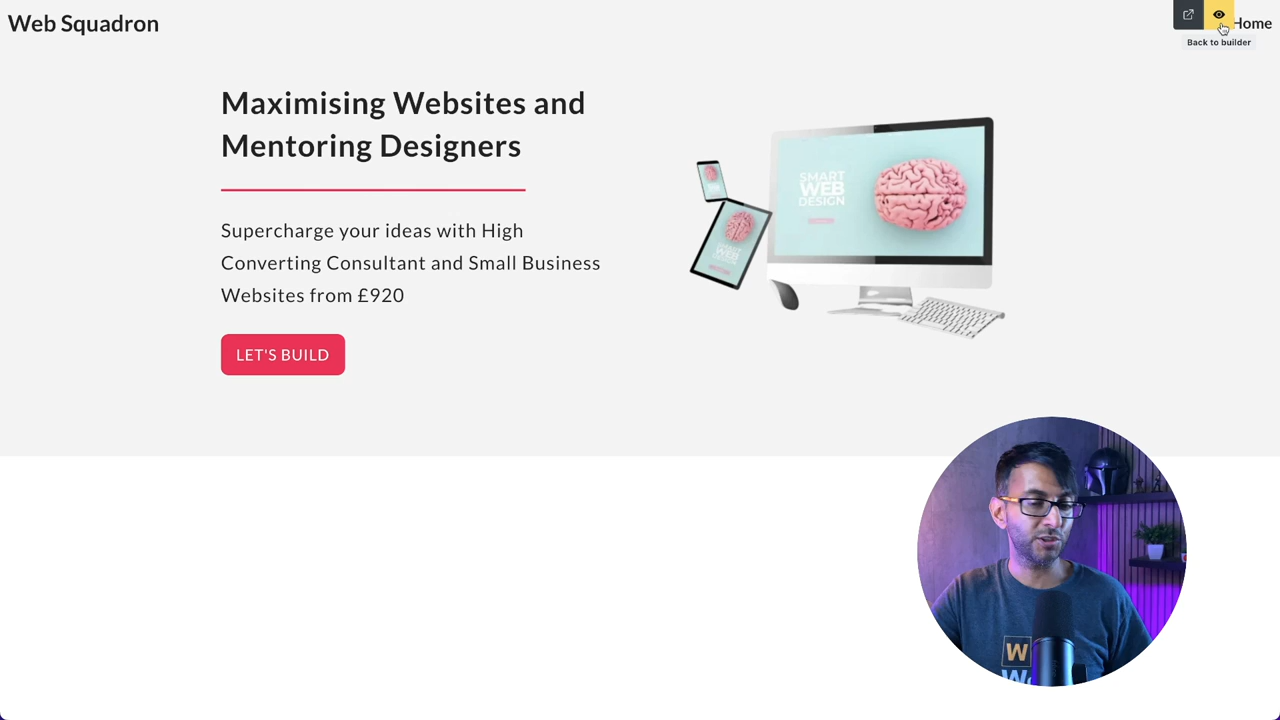 Web Squadron
Home
Back to builder
Maximising Websites and
Mentoring Designers
SMART
WEB
DESIGN
Supercharge your ideas with High
Converting Consultant and Small Business
Websites from £920
LET'S BUILD
W
W